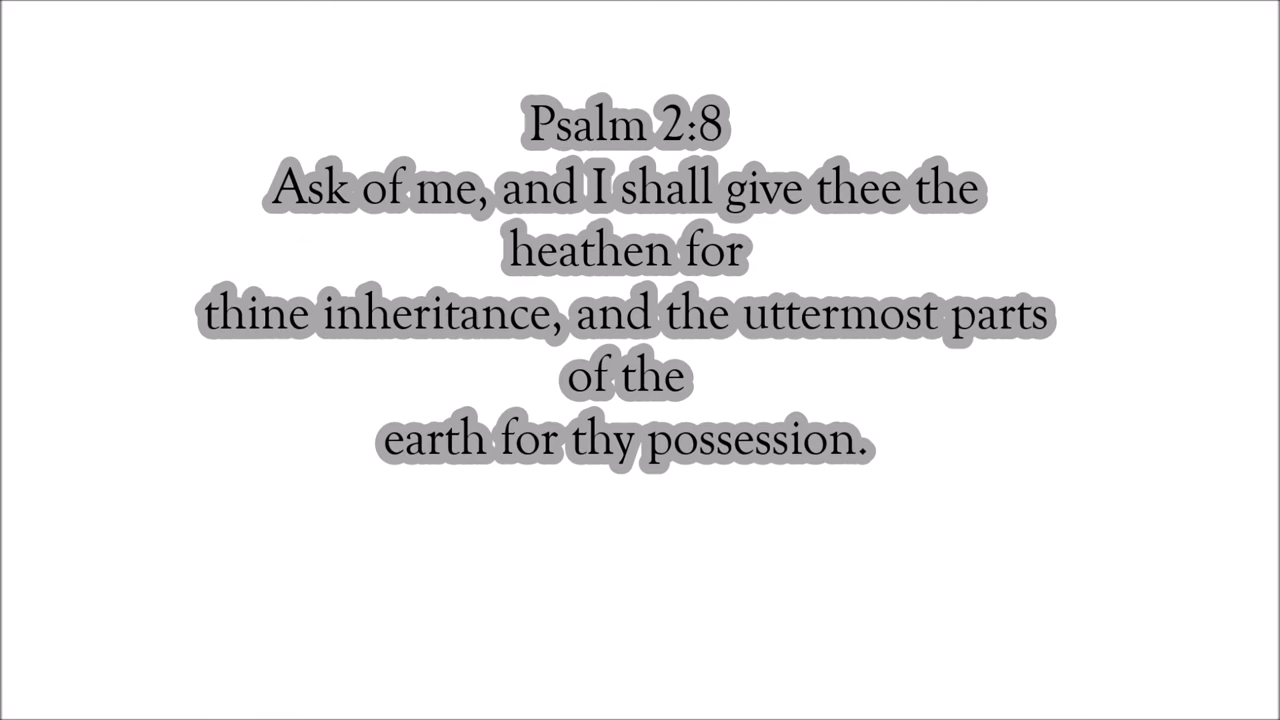 Psalm 2:8
Ask of me, and I shall give thee the
heathen for
thine inheritance, and the uttermost parts
of the
earth for thy possession.